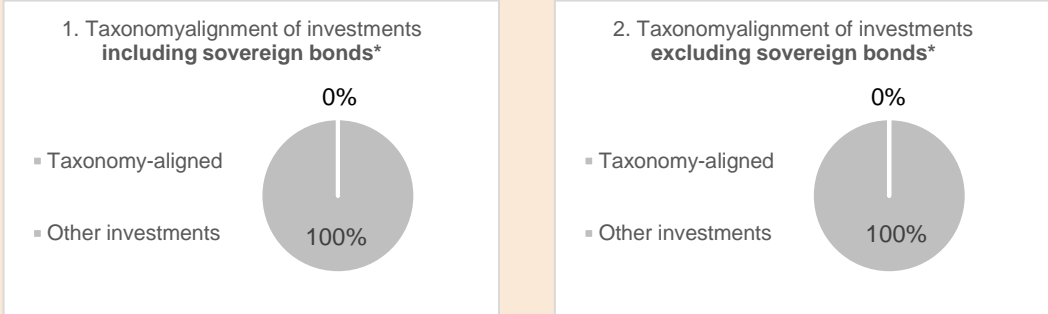 1. Taxonomyalignment of investments
including sovereign bonds*
0%
Taxonomy-aligned
Other investments
100%
2. Taxonomyalignment of investments
excluding sovereign bonds*
0%
Taxonomy-aligned
Other investments
100%